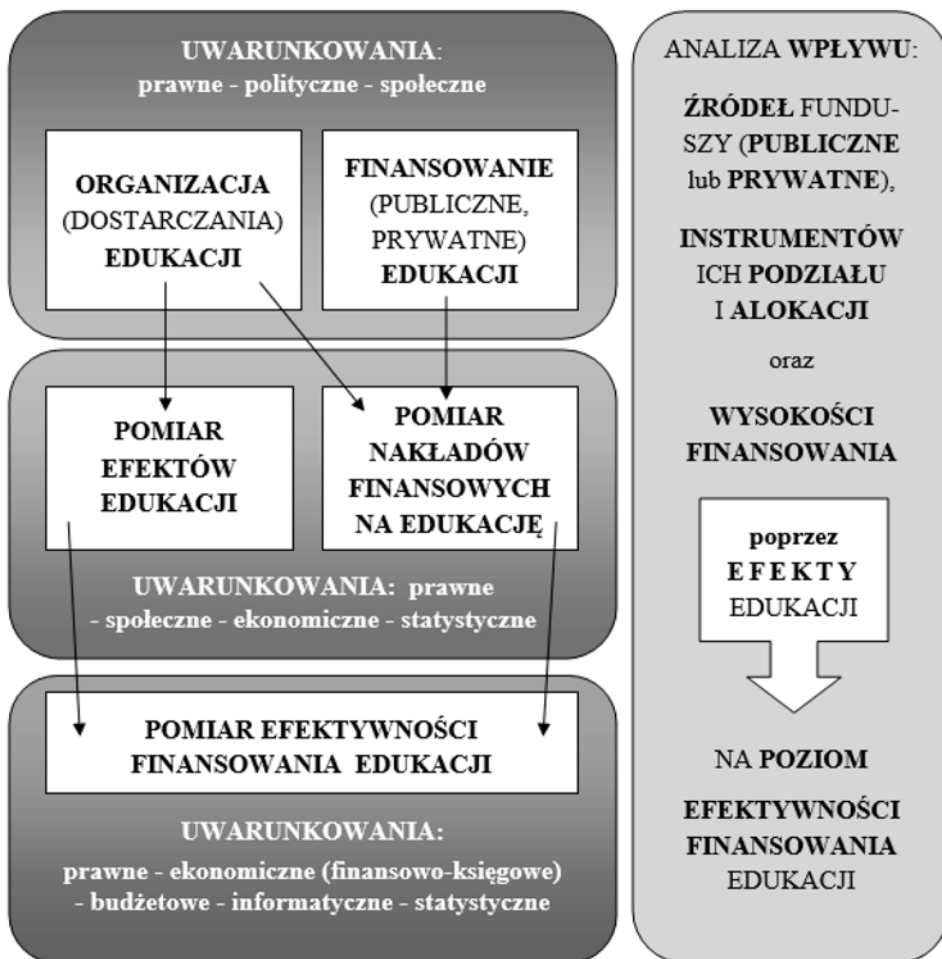 UWARUNKOWANIA:
prawne - polityczne - społeczne
ORGANIZACJA
(DOSTARCZANIA)
EDUKACJI
FINANSOWANIE
(PUBLICZNE,
PRYWATNE)
EDUKACJI
POMIAR
EFEKTÓW
EDUKACJI
POMIAR
NAKŁADÓW
FINANSOWYCH
NA EDUKACJĘ
UWARUNKOWANIA: prawne
- społeczne - ekonomiczne - statystyczne
POMIAR EFEKTYWNOŚCI
FINANSOWANIA EDUKACJI
UWARUNKOWANIA:
prawne - ekonomiczne (finansowo-księgowe)
- budżetowe - informatyczne - statystyczne
ANALIZA WPŁYWU:
ŹRÓDEŁ FUNDU-
SZY (PUBLICZNE
lub PRYWATNE),
INSTRUMENTÓW
ICH PODZIAŁU
I ALOKACJI
oraz
WYSOKOŚCI
FINANSOWANIA
poprzez
EFEKTY
EDUKACJI
NA POZIOM
EFEKTYWNOŚCI
FINANSOWANIA
EDUKACJI